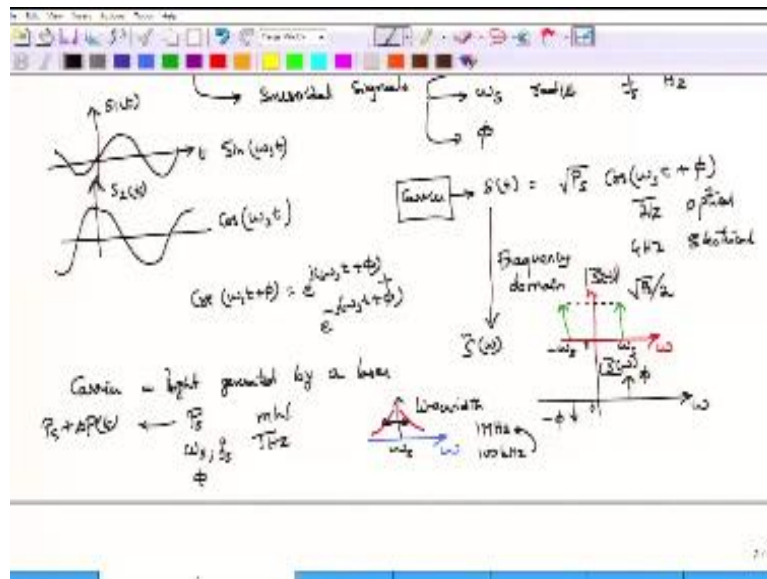 Sinusoidal Signals → ωs rad/s fs Hz
→ φ
S1(t)
t Sin(ωst)
S2(t)
Cos(ωst)
Carrier → S(t) = √Ps Cos(ωst + φ)
THz optical
GHz electrical
Frequency domain
Cos(ωst+φ) = e^j(ωst+φ) +
e^-j(ωst+φ)
|S̃(ω)|
√Ps/2
S̃(ω)
-ωs ωs ω
Carrier = light generated by a laser
Ps+ΔP(t) ← Ps mW
ωs, fs THz
φ
Linewidth
ωs ω
1MHz
100kHz
S̃(ω)
φ
-φ
ω